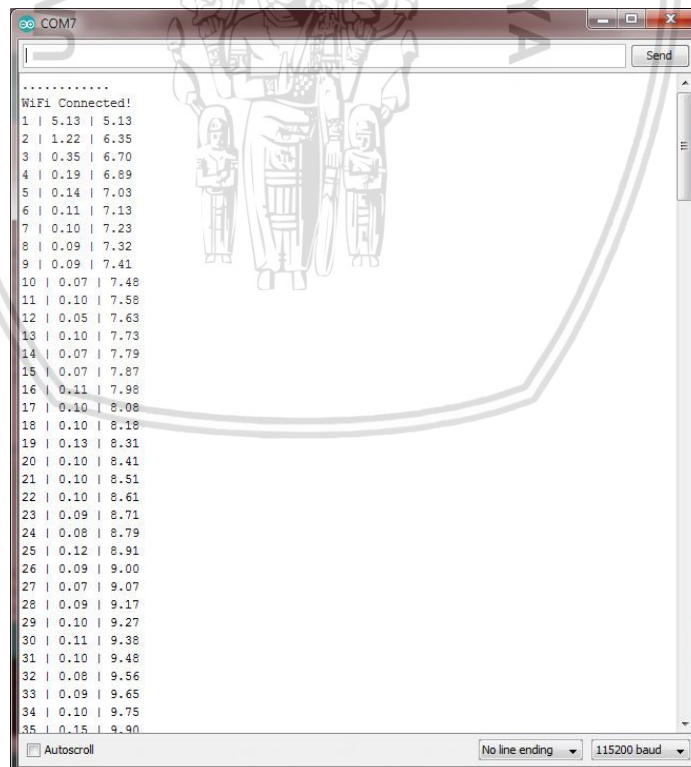 COM7
Send
............
WiFi Connected!
1 | 5.13 | 5.13
2 | 1.22 | 6.35
3 | 0.35 | 6.70
4 | 0.19 | 6.89
5 | 0.14 | 7.03
6 | 0.11 | 7.13
7 | 0.10 | 7.23
8 | 0.09 | 7.32
9 | 0.09 | 7.41
10 | 0.07 | 7.48
11 | 0.10 | 7.58
12 | 0.05 | 7.63
13 | 0.10 | 7.73
14 | 0.07 | 7.79
15 | 0.07 | 7.87
16 | 0.11 | 7.98
17 | 0.10 | 8.08
18 | 0.10 | 8.18
19 | 0.13 | 8.31
20 | 0.10 | 8.41
21 | 0.10 | 8.51
22 | 0.10 | 8.61
23 | 0.09 | 8.71
24 | 0.08 | 8.79
25 | 0.12 | 8.91
26 | 0.09 | 9.00
27 | 0.07 | 9.07
28 | 0.09 | 9.17
29 | 0.10 | 9.27
30 | 0.11 | 9.38
31 | 0.10 | 9.48
32 | 0.08 | 9.56
33 | 0.09 | 9.65
34 | 0.10 | 9.75
35 | 0.15 | 9.90
Autoscroll
No line ending
115200 baud